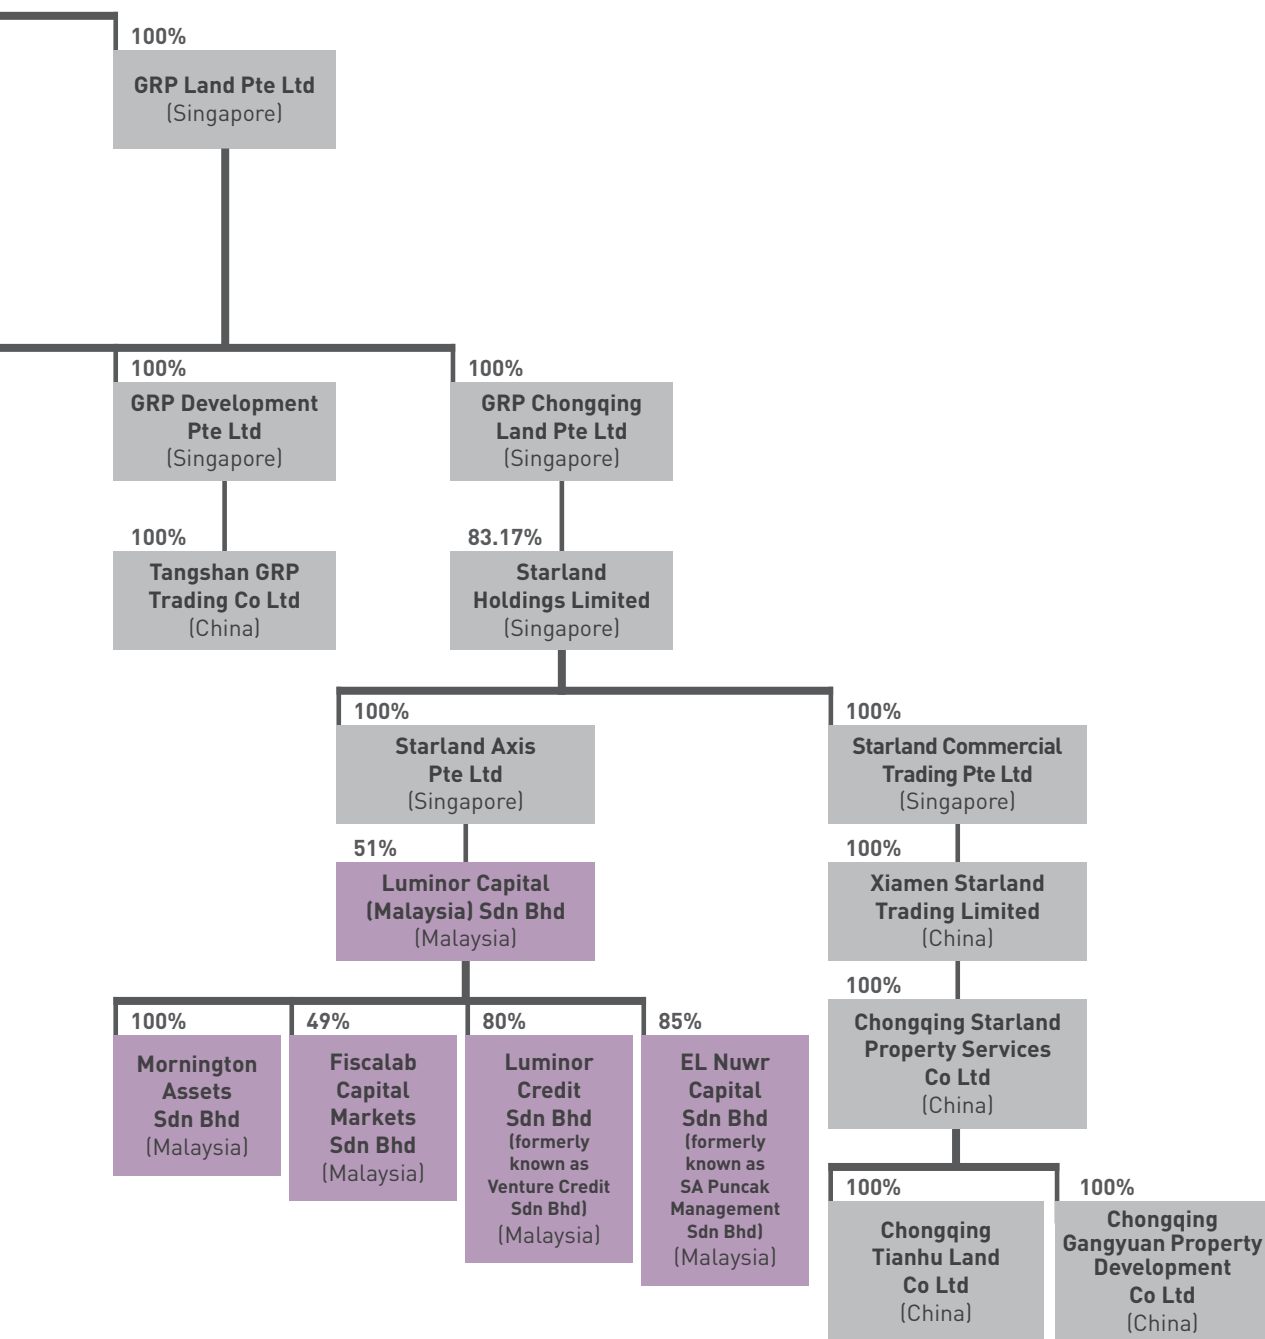 100%
GRP Land Pte Ltd
(Singapore)
100%
GRP Development
Pte Ltd
(Singapore)
100%
GRP Chongqing
Land Pte Ltd
(Singapore)
100%
Tangshan GRP
Trading Co Ltd
(China)
83.17%
Starland
Holdings Limited
(Singapore)
100%
Starland Axis
Pte Ltd
(Singapore)
100%
Starland Commercial
Trading Pte Ltd
(Singapore)
51%
Luminor Capital
(Malaysia) Sdn Bhd
(Malaysia)
100%
Xiamen Starland
Trading Limited
(China)
100%
Chongqing Starland
Property Services
Co Ltd
(China)
100%
Mornington
Assets
Sdn Bhd
(Malaysia)
49%
Fiscalab
Capital
Markets
Sdn Bhd
(Malaysia)
80%
Luminor
Credit
Sdn Bhd
(formerly
known as
Venture Credit
Sdn Bhd)
(Malaysia)
85%
EL Nuwr
Capital
Sdn Bhd
(formerly
known as
SA Puncak
Management
Sdn Bhd)
(Malaysia)
100%
Chongqing
Tianhu Land
Co Ltd
(China)
100%
Chongqing
Gangyuan Property
Development
Co Ltd
(China)